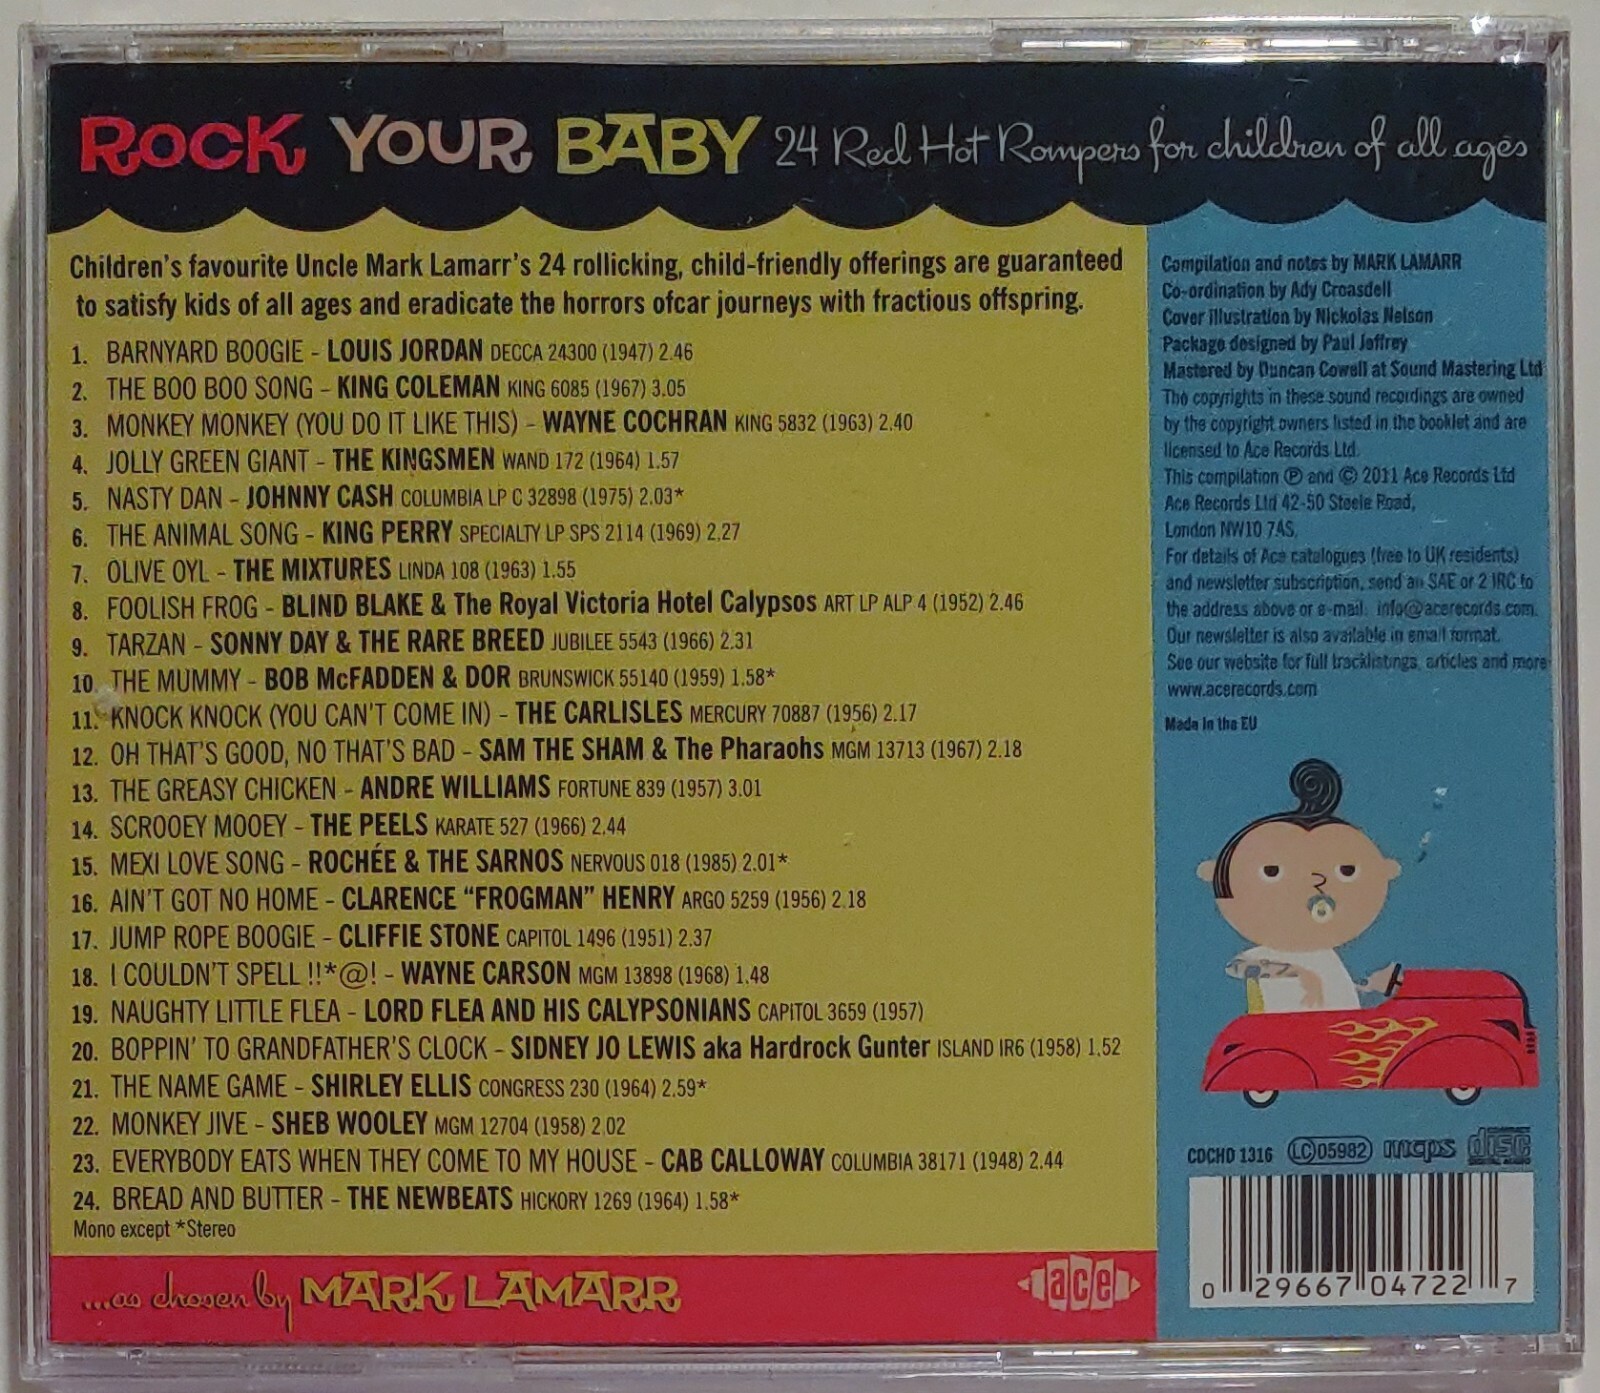 ROCK YOUR BABY 24 Red Hot Rompers for children of all ages
Children's favourite Uncle Mark Lamarr's 24 rollicking, child-friendly offerings are guaranteed
to satisfy kids of all ages and eradicate the horrors ofcar journeys with fractious offspring.
1. BARNYARD BOOGIE - LOUIS JORDAN DECCA 24300 (1947) 2.46
2. THE BOO BOO SONG - KING COLEMAN KING 6085 (1967) 3.05
3. MONKEY MONKEY (YOU DO IT LIKE THIS) - WAYNE COCHRAN KING 5832 (1963) 2.40
4. JOLLY GREEN GIANT - THE KINGSMEN WAND 172 (1964) 1.57
5. NASTY DAN - JOHNNY CASH COLUMBIA LP C 32898 (1975) 2.03*
6. THE ANIMAL SONG - KING PERRY SPECIALTY LP SPS 2114 (1969) 2.27
7. OLIVE OYL - THE MIXTURES LINDA 108 (1963) 1.55
8. FOOLISH FROG - BLIND BLAKE & The Royal Victoria Hotel Calypsos ART LP ALP 4 (1952) 2.46
9. TARZAN - SONNY DAY & THE RARE BREED JUBILEE 5543 (1966) 2.31
10. THE MUMMY - BOB McFADDEN & DOR BRUNSWICK 55140 (1959) 1.58*
11. KNOCK KNOCK (YOU CAN'T COME IN) - THE CARLISLES MERCURY 70887 (1956) 2.17
12. OH THAT'S GOOD, NO THAT'S BAD - SAM THE SHAM & The Pharaohs MGM 13713 (1967) 2.18
13. THE GREASY CHICKEN - ANDRE WILLIAMS FORTUNE 839 (1957) 3.01
14. SCROOEY MOOEY - THE PEELS KARATE 527 (1966) 2.44
15. MEXI LOVE SONG - ROCHÉE & THE SARNOS NERVOUS 018 (1985) 2.01*
16. AIN'T GOT NO HOME - CLARENCE "FROGMAN" HENRY ARGO 5259 (1956) 2.18
17. JUMP ROPE BOOGIE - CLIFFIE STONE CAPITOL 1496 (1951) 2.37
18. I COULDN'T SPELL !!*@! - WAYNE CARSON MGM 13898 (1968) 1.48
19. NAUGHTY LITTLE FLEA - LORD FLEA AND HIS CALYPSONIANS CAPITOL 3659 (1957)
20. BOPPIN' TO GRANDFATHER'S CLOCK - SIDNEY JO LEWIS aka Hardrock Gunter ISLAND IR6 (1958) 1.52
21. THE NAME GAME - SHIRLEY ELLIS CONGRESS 230 (1964) 2.59*
22. MONKEY JIVE - SHEB WOOLEY MGM 12704 (1958) 2.02
23. EVERYBODY EATS WHEN THEY COME TO MY HOUSE - CAB CALLOWAY COLUMBIA 38171 (1948) 2.44
24. BREAD AND BUTTER - THE NEWBEATS HICKORY 1269 (1964) 1.58*
Mono except *Stereo
...as chosen by MARK LAMARR
ace
Compilation and notes by MARK LAMARR
Co-ordination by Ady Croasdell
Cover illustration by Nickolas Nelson
Package designed by Paul Jeffrey
Mastered by Duncan Cowell at Sound Mastering Ltd
The copyrights in these sound recordings are owned
by the copyright owners listed in the booklet and are
licensed to Ace Records Ltd.
This compilation ℗ and © 2011 Ace Records Ltd
Ace Records Ltd 42-50 Steele Road,
London NW10 7AS,
For details of Ace catalogues (free to UK residents)
and newsletter subscription, send an SAE or 2 IRC to
the address above or e-mail: info@acerecords.com.
Our newsletter is also available in email format.
See our website for full tracklistings, articles and more
www.acerecords.com
Made in the EU
CDCHD 1316 LC 05982 mcps disc
DIGITAL AUDIO
0 29667 04722 7